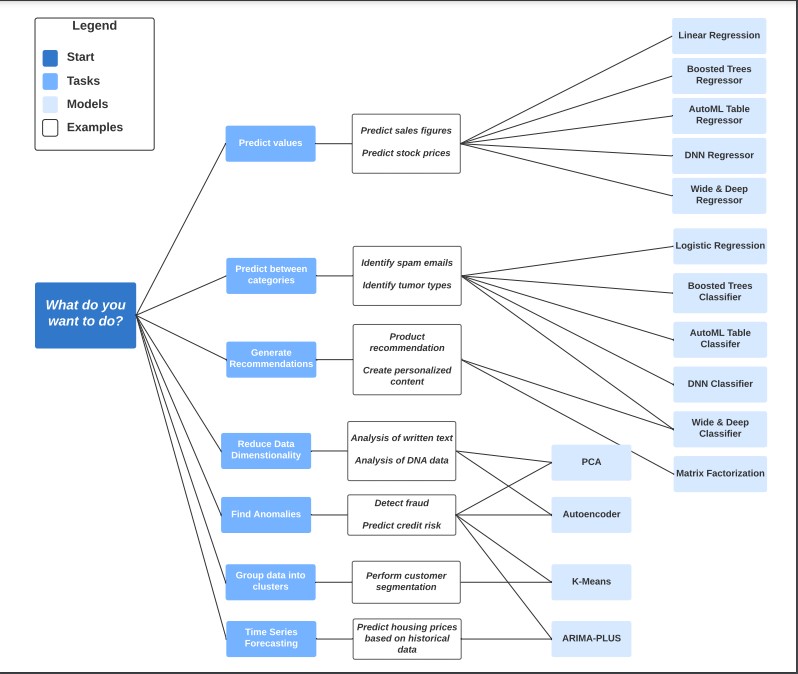 Legend
Start
Tasks
Models
Examples
What do you
want to do?
Predict values
Predict sales figures
Predict stock prices
Linear Regression
Boosted Trees
Regressor
AutoML Table
Regressor
DNN Regressor
Wide & Deep
Regressor
Predict between
categories
Identify spam emails
Identify tumor types
Logistic Regression
Boosted Trees
Classifier
AutoML Table
Classifer
DNN Classifier
Wide & Deep
Classifier
Generate
Recommendations
Product
recommendation
Create personalized
content
Matrix Factorization
Reduce Data
Dimenstionality
Analysis of written text
Analysis of DNA data
PCA
Find Anomalies
Detect fraud
Predict credit risk
Autoencoder
Group data into
clusters
Perform customer
segmentation
K-Means
Time Series
Forecasting
Predict housing prices
based on historical
data
ARIMA-PLUS